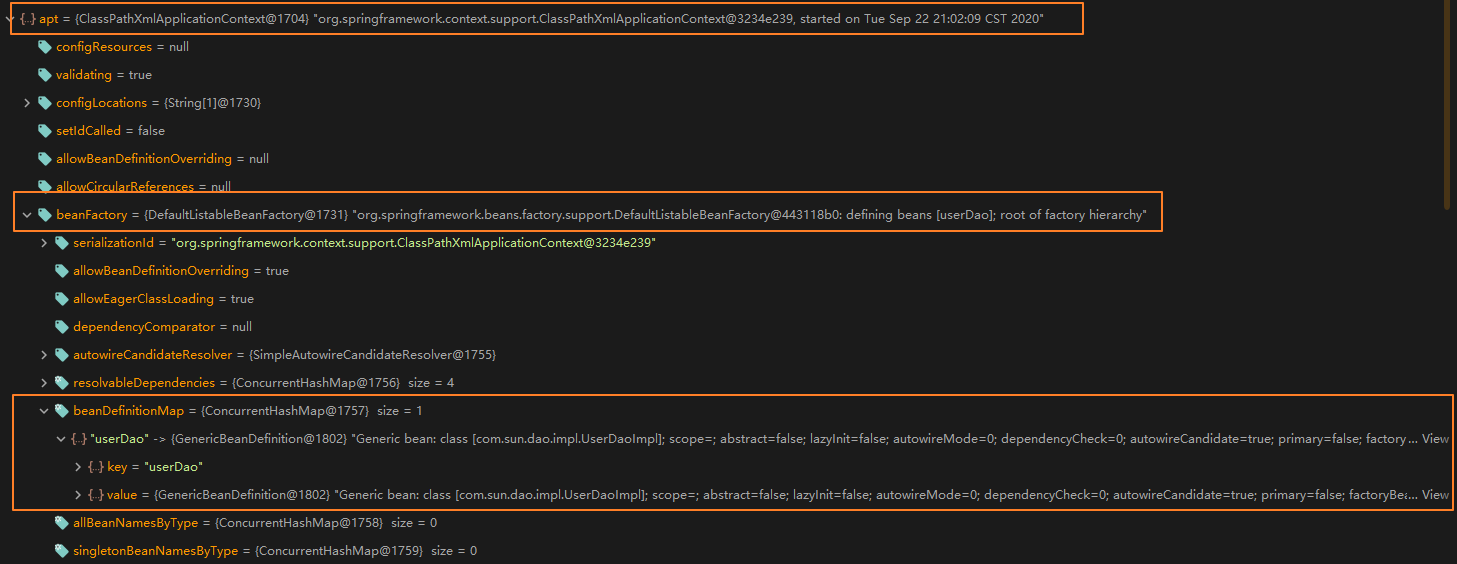 {..} apt = {ClassPathXmlApplicationContext@1704} "org.springframework.context.support.ClassPathXmlApplicationContext@3234e239, started on Tue Sep 22 21:02:09 CST 2020"
configResources = null
validating = true
configLocations = {String[1]@1730}
setIdCalled = false
allowBeanDefinitionOverriding = null
allowCircularReferences = null
beanFactory = {DefaultListableBeanFactory@1731} "org.springframework.beans.factory.support.DefaultListableBeanFactory@443118b0: defining beans [userDao]; root of factory hierarchy"
serializationId = "org.springframework.context.support.ClassPathXmlApplicationContext@3234e239"
allowBeanDefinitionOverriding = true
allowEagerClassLoading = true
dependencyComparator = null
autowireCandidateResolver = {SimpleAutowireCandidateResolver@1755}
resolvableDependencies = {ConcurrentHashMap@1756} size = 4
beanDefinitionMap = {ConcurrentHashMap@1757} size = 1
{..} "userDao" -> {GenericBeanDefinition@1802} "Generic bean: class [com.sun.dao.impl.UserDaoImpl]; scope=; abstract=false; lazyInit=false; autowireMode=0; dependencyCheck=0; autowireCandidate=true; primary=false; factory... View
{..} key = "userDao"
{..} value = {GenericBeanDefinition@1802} "Generic bean: class [com.sun.dao.impl.UserDaoImpl]; scope=; abstract=false; lazyInit=false; autowireMode=0; dependencyCheck=0; autowireCandidate=true; primary=false; factoryBe... View
allBeanNamesByType = {ConcurrentHashMap@1758} size = 0
singletonBeanNamesByType = {ConcurrentHashMap@1759} size = 0